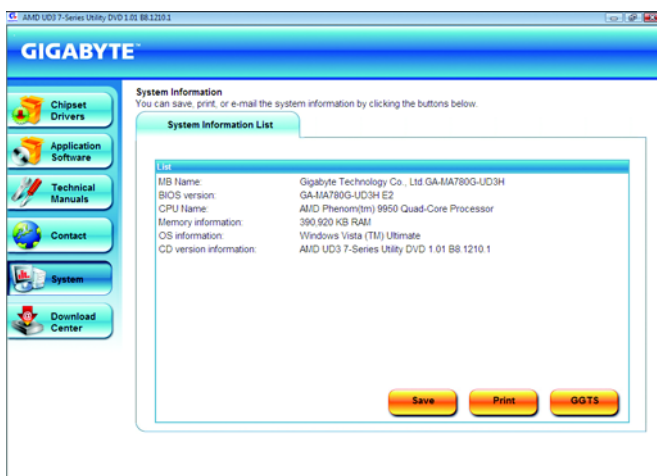 AMD UD3 7-Series Utility DVD 1.01 B8.1210.1
GIGABYTE™
Chipset
Drivers
Application
Software
Technical
Manuals
Contact
System
Download
Center
System Information
You can save, print, or e-mail the system information by clicking the buttons below.
System Information List
List
MB Name: Gigabyte Technology Co., Ltd.GA-MA780G-UD3H
BIOS version: GA-MA780G-UD3H E2
CPU Name: AMD Phenom(tm) 9950 Quad-Core Processor
Memory information: 390,920 KB RAM
OS information: Windows Vista (TM) Ultimate
CD version information: AMD UD3 7-Series Utility DVD 1.01 B8.1210.1
Save Print GGTS